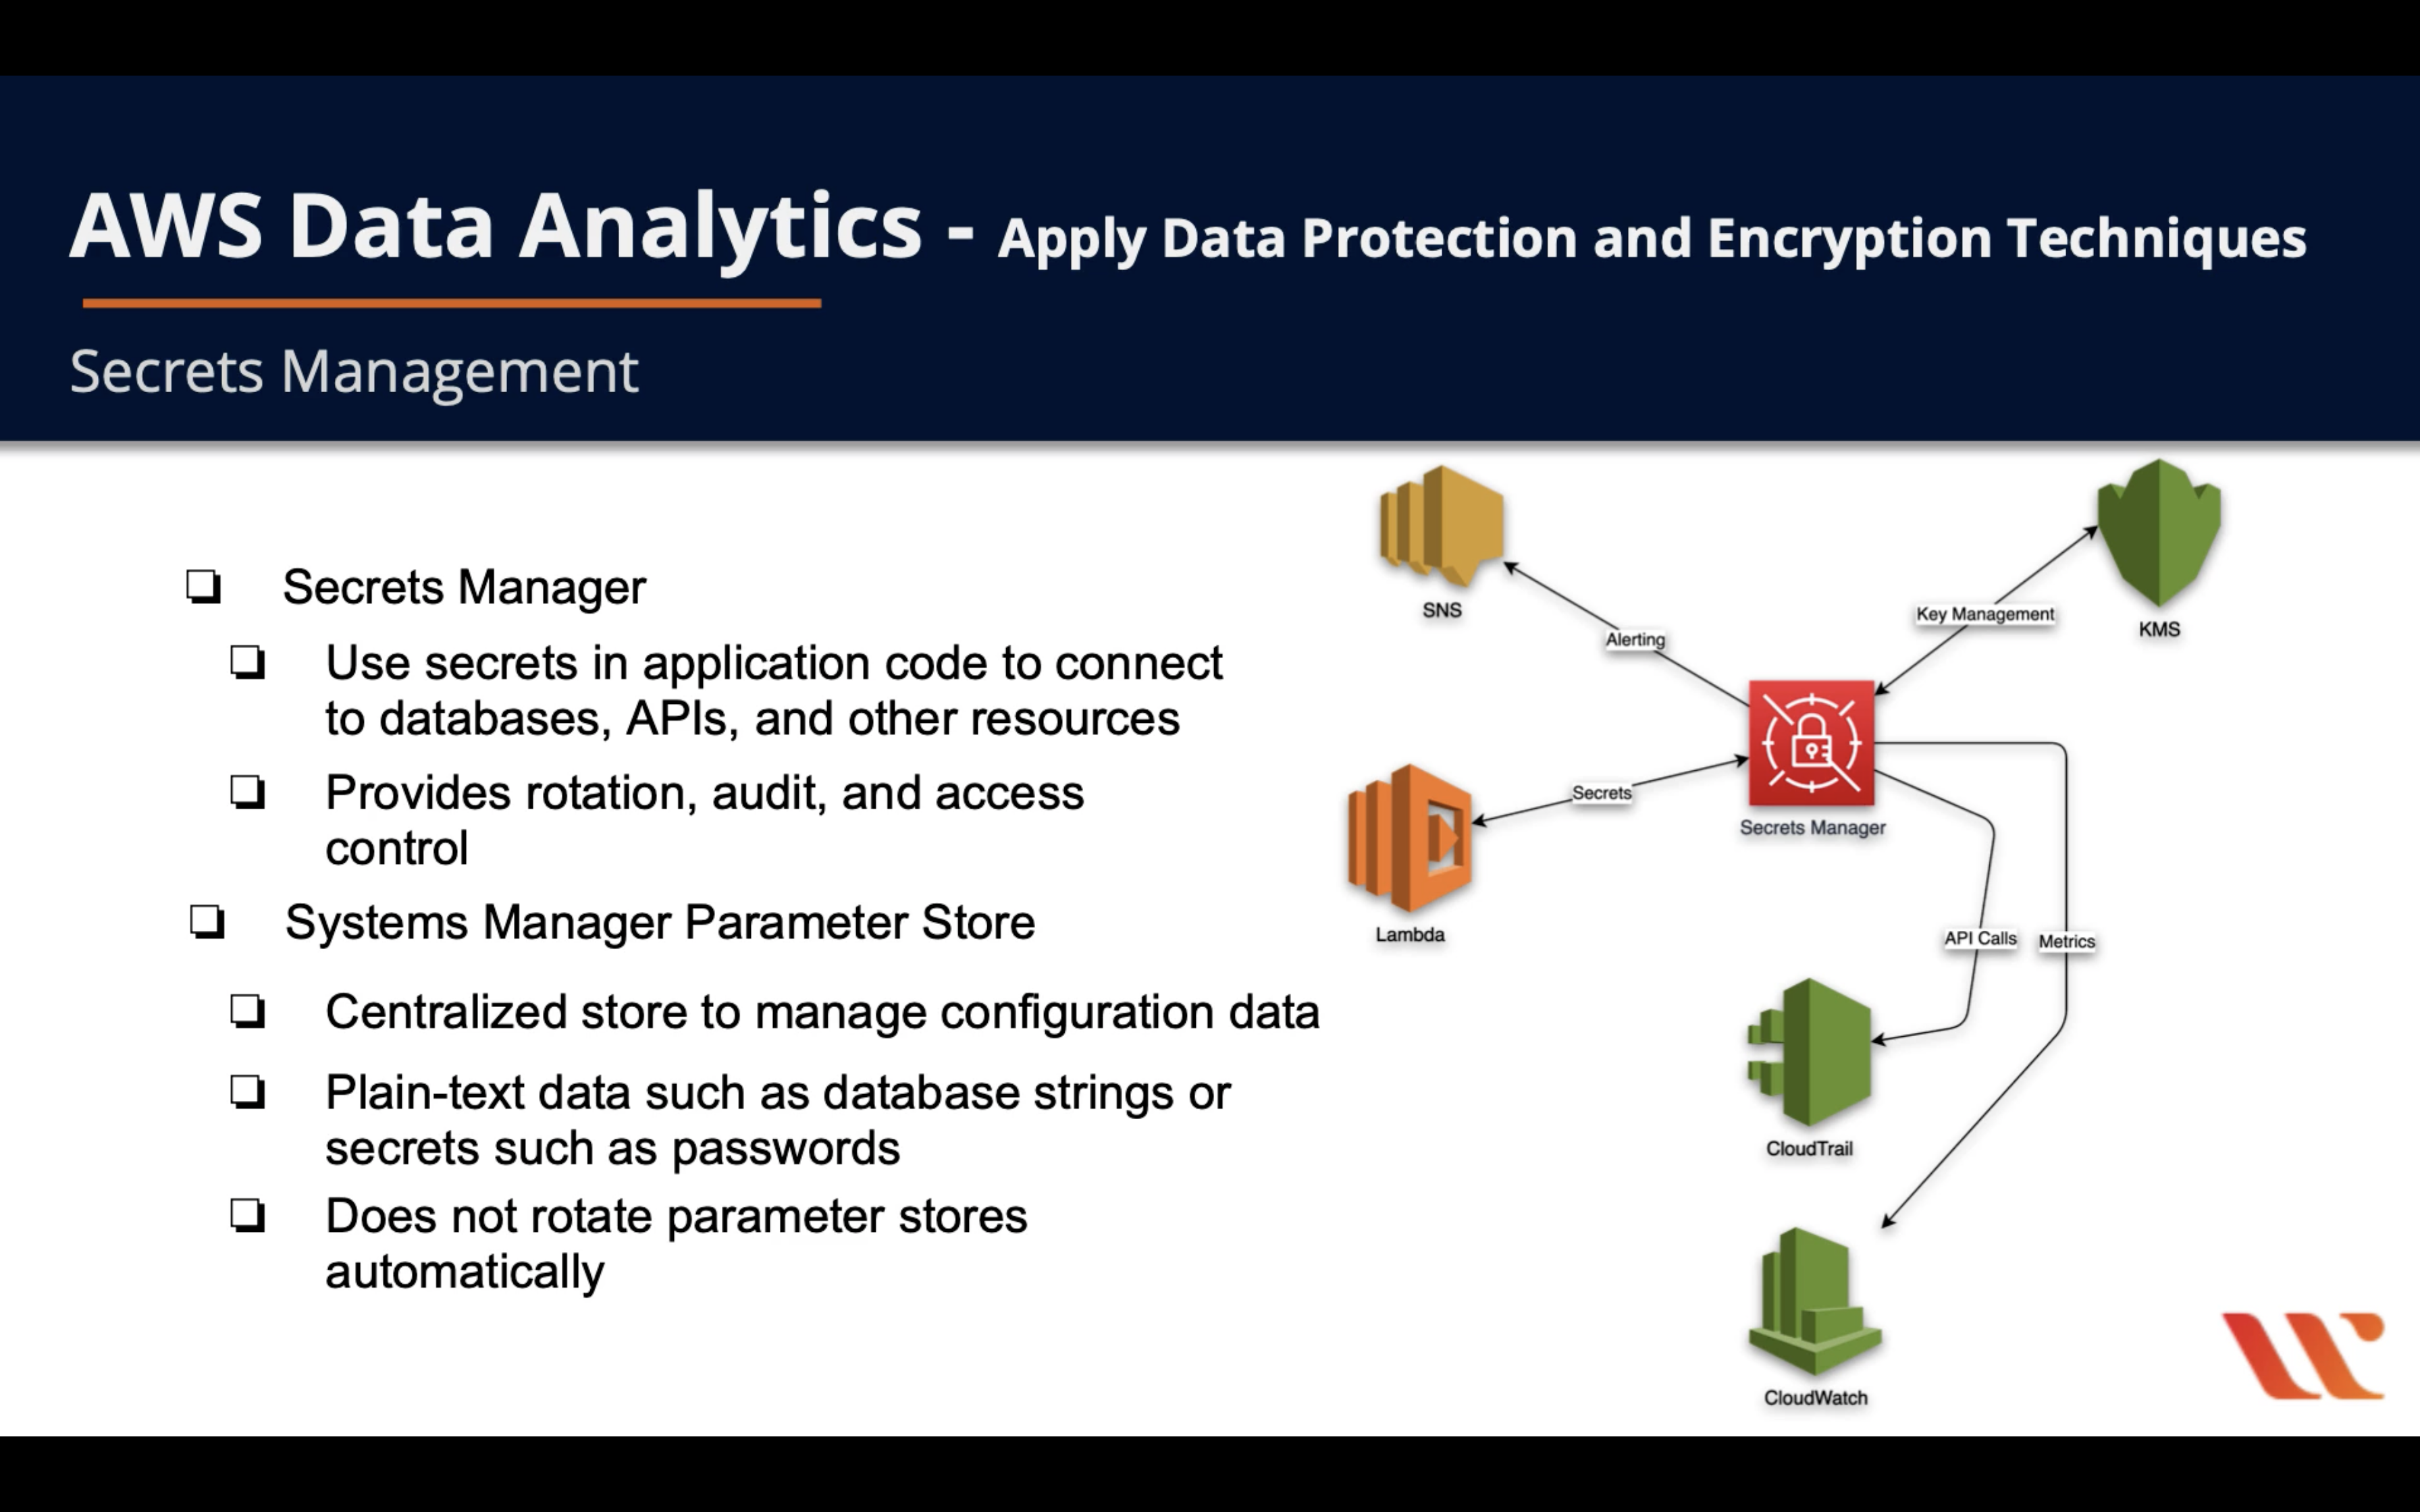 AWS Data Analytics - Apply Data Protection and Encryption Techniques
Secrets Management
Secrets Manager
Use secrets in application code to connect
to databases, APIs, and other resources
Provides rotation, audit, and access
control
Systems Manager Parameter Store
Centralized store to manage configuration data
Plain-text data such as database strings or
secrets such as passwords
Does not rotate parameter stores
automatically
SNS
KMS
Key Management
Alerting
Secrets
Secrets Manager
Lambda
API Calls
Metrics
CloudTrail
CloudWatch